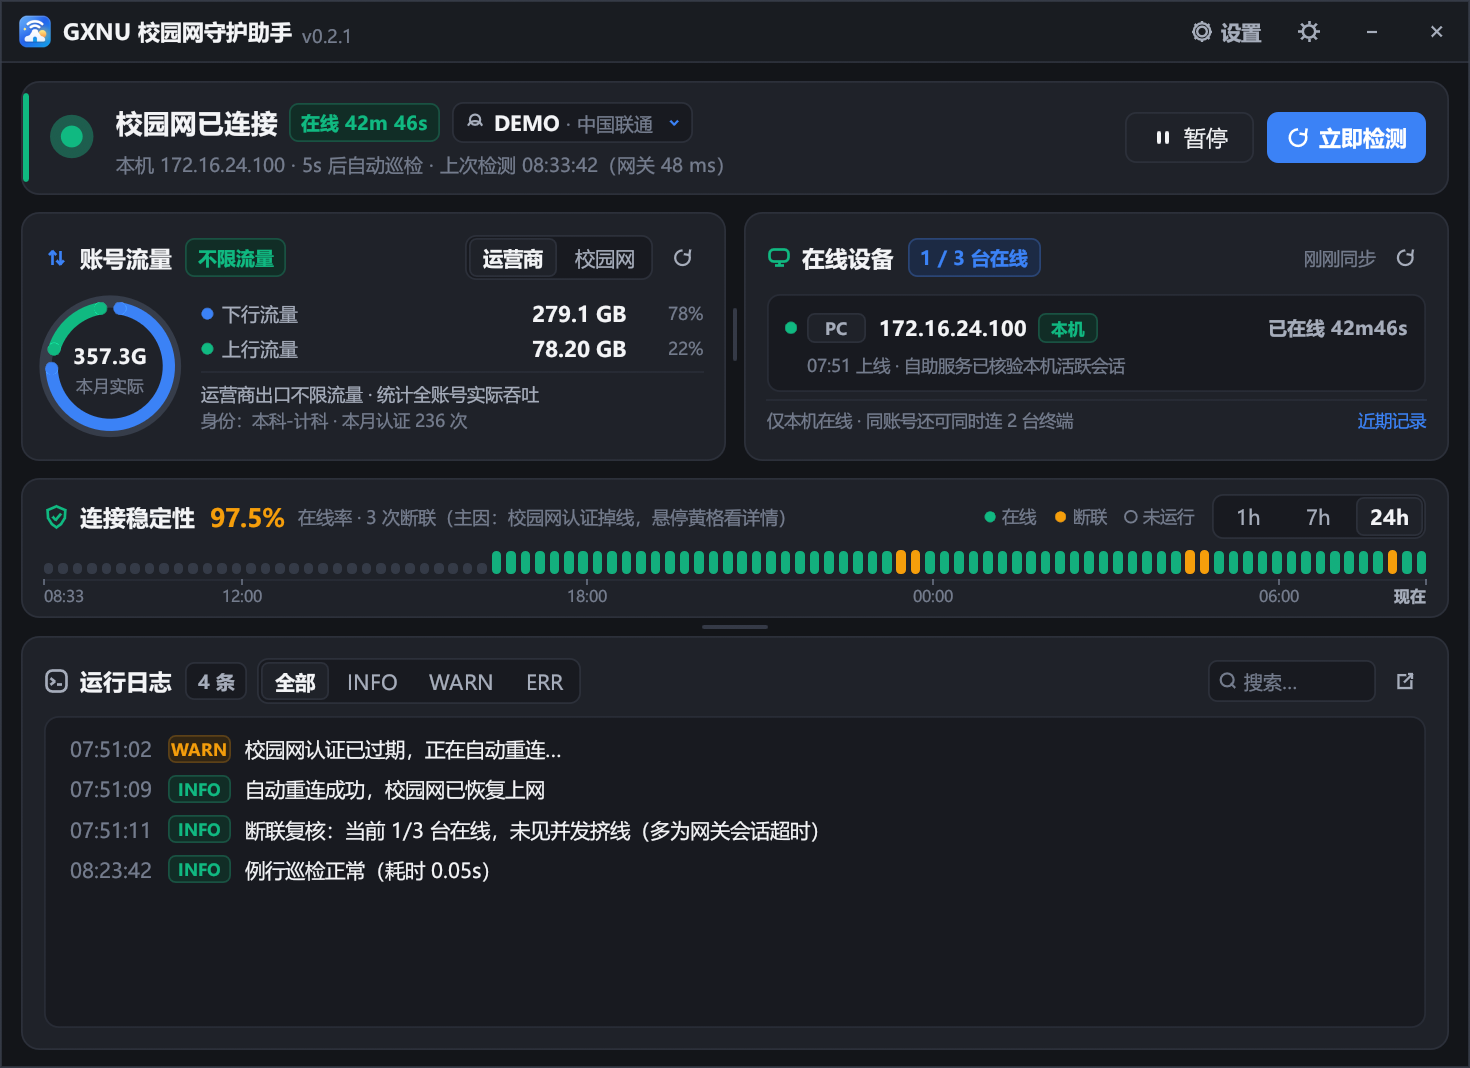 GXNU 校园网守护助手 v0.2.1
设置
校园网已连接 在线 42m 46s DEMO · 中国联通
本机 172.16.24.100 · 5s 后自动巡检 · 上次检测 08:33:42（网关 48 ms）
暂停 立即检测
账号流量 不限流量 运营商 校园网
357.3G
本月实际
下行流量 279.1 GB 78%
上行流量 78.20 GB 22%
运营商出口不限流量 · 统计全账号实际吞吐
身份：本科-计科 · 本月认证 236 次
在线设备 1 / 3 台在线 刚刚同步
PC 172.16.24.100 本机 已在线 42m46s
07:51 上线 · 自助服务已核验本机活跃会话
仅本机在线 · 同账号还可同时连 2 台终端 近期记录
连接稳定性 97.5% 在线率 · 3 次断联（主因：校园网认证掉线，悬停黄格看详情） 在线 断联 未运行 1h 7h 24h
08:33 12:00 18:00 00:00 06:00 现在
运行日志 4 条 全部 INFO WARN ERR 搜索...
07:51:02 WARN 校园网认证已过期，正在自动重连...
07:51:09 INFO 自动重连成功，校园网已恢复上网
07:51:11 INFO 断联复核：当前 1/3 台在线，未见并发挤线（多为网关会话超时）
08:23:42 INFO 例行巡检正常（耗时 0.05s）